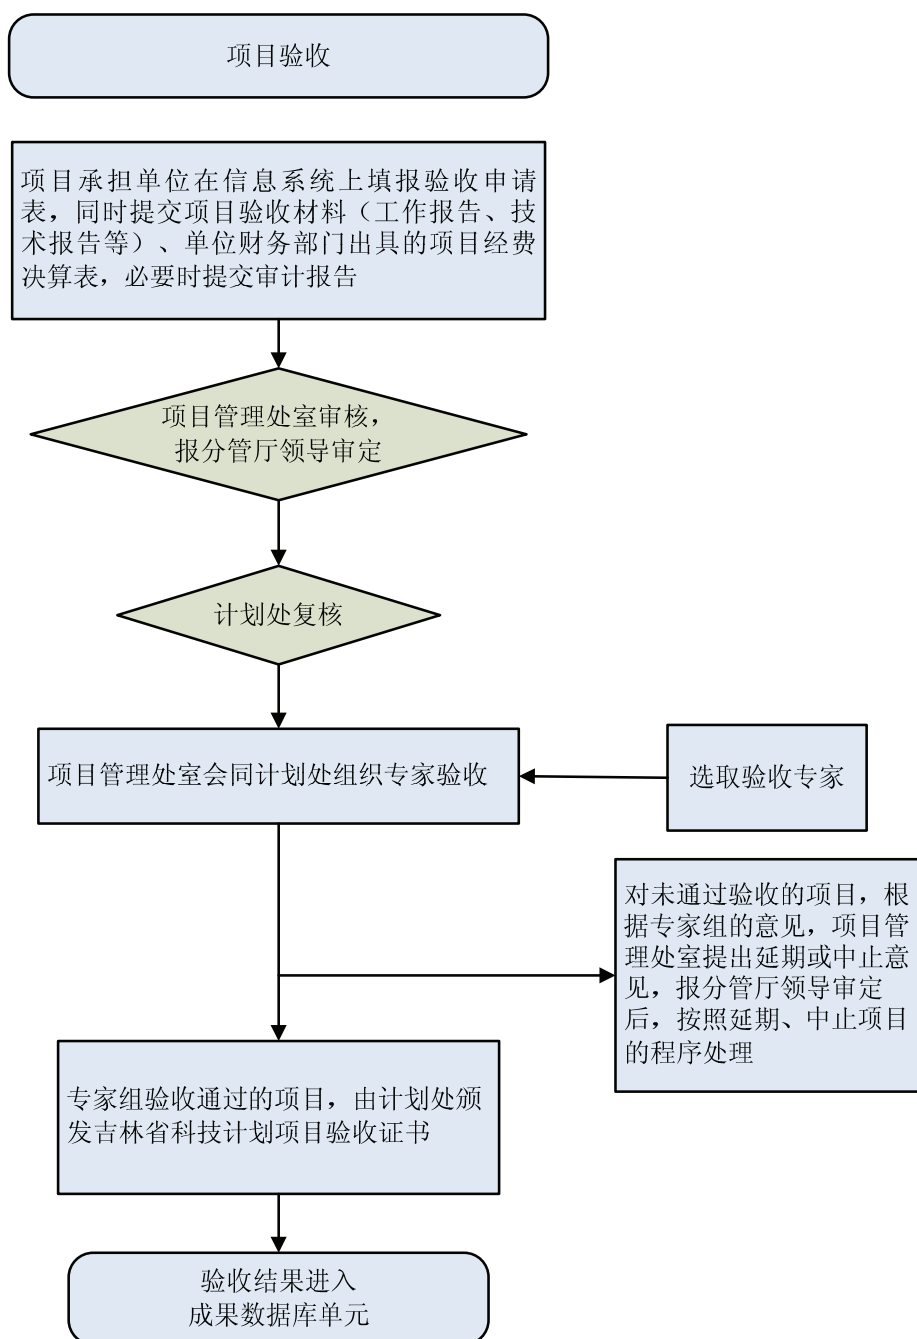 项目验收
项目承担单位在信息系统上填报验收申请
表，同时提交项目验收材料（工作报告、技
术报告等）、单位财务部门出具的项目经费
决算表，必要时提交审计报告
项目管理处室审核，
报分管厅领导审定
计划处复核
项目管理处室会同计划处组织专家验收
选取验收专家
对未通过验收的项目，根
据专家组的意见，项目管
理处室提出延期或中止意
见，报分管厅领导审定
后，按照延期、中止项目
的程序处理
专家组验收通过的项目，由计划处颁
发吉林省科技计划项目验收证书
验收结果进入
成果数据库单元